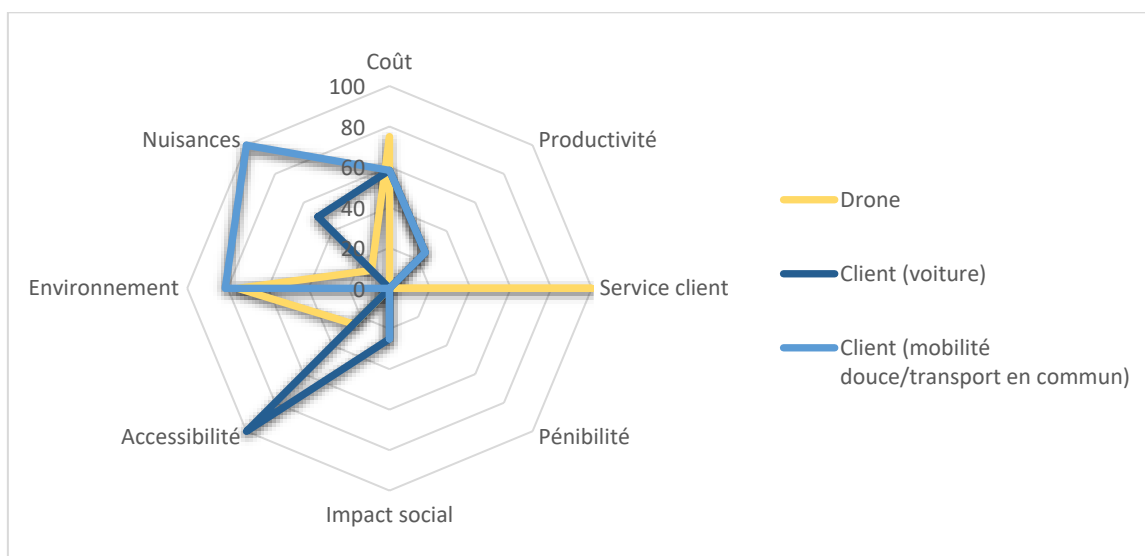 Coût
100
Nuisances
80
Productivité
60
40
20
Environnement
0
Service client
Accessibilité
Pénibilité
Impact social
Drone
Client (voiture)
Client (mobilité
douce/transport en commun)